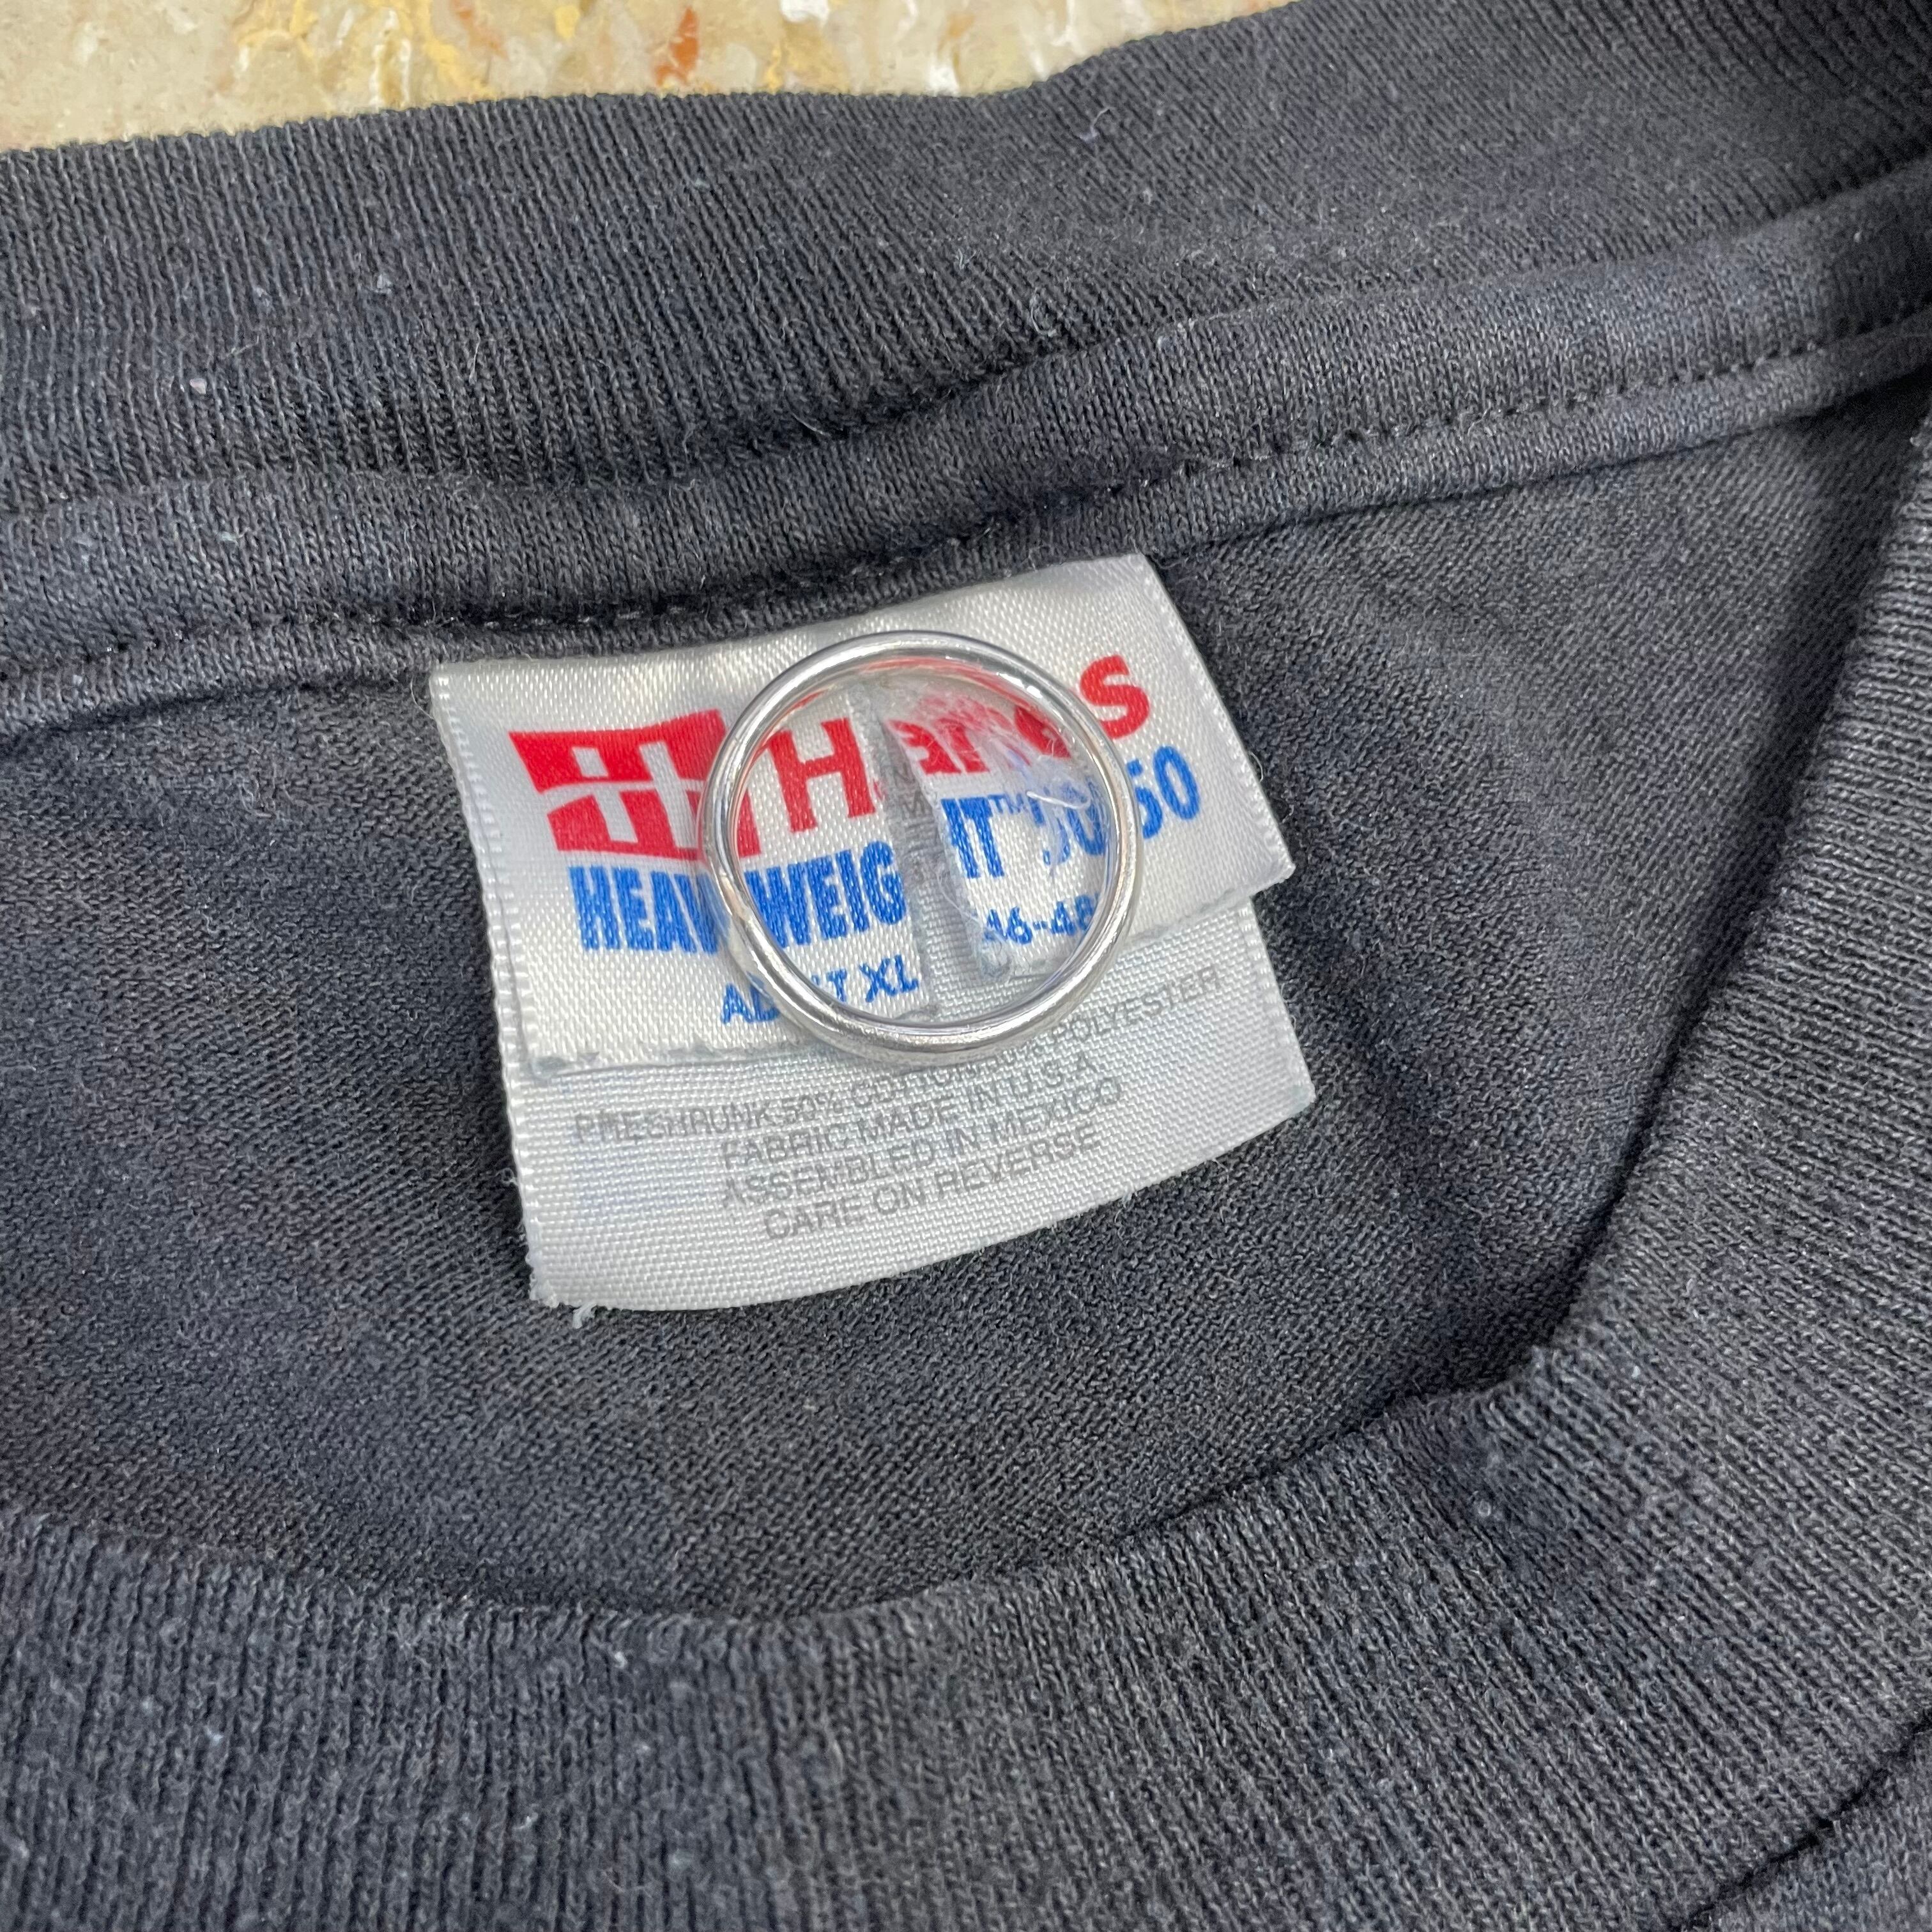 Hanes
HEAVYWEIGHT™ 50/50
ADULT XL 46-48
PRESHRUNK 50% COTTON 50% POLYESTER
FABRIC MADE IN U.S.A
ASSEMBLED IN MEXICO
CARE ON REVERSE